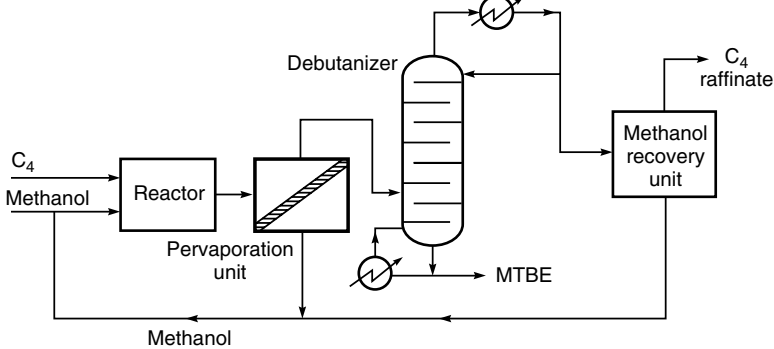 Debutanizer
C4
raffinate
Methanol
recovery
unit
C4
Methanol
Reactor
Pervaporation
unit
MTBE
Methanol